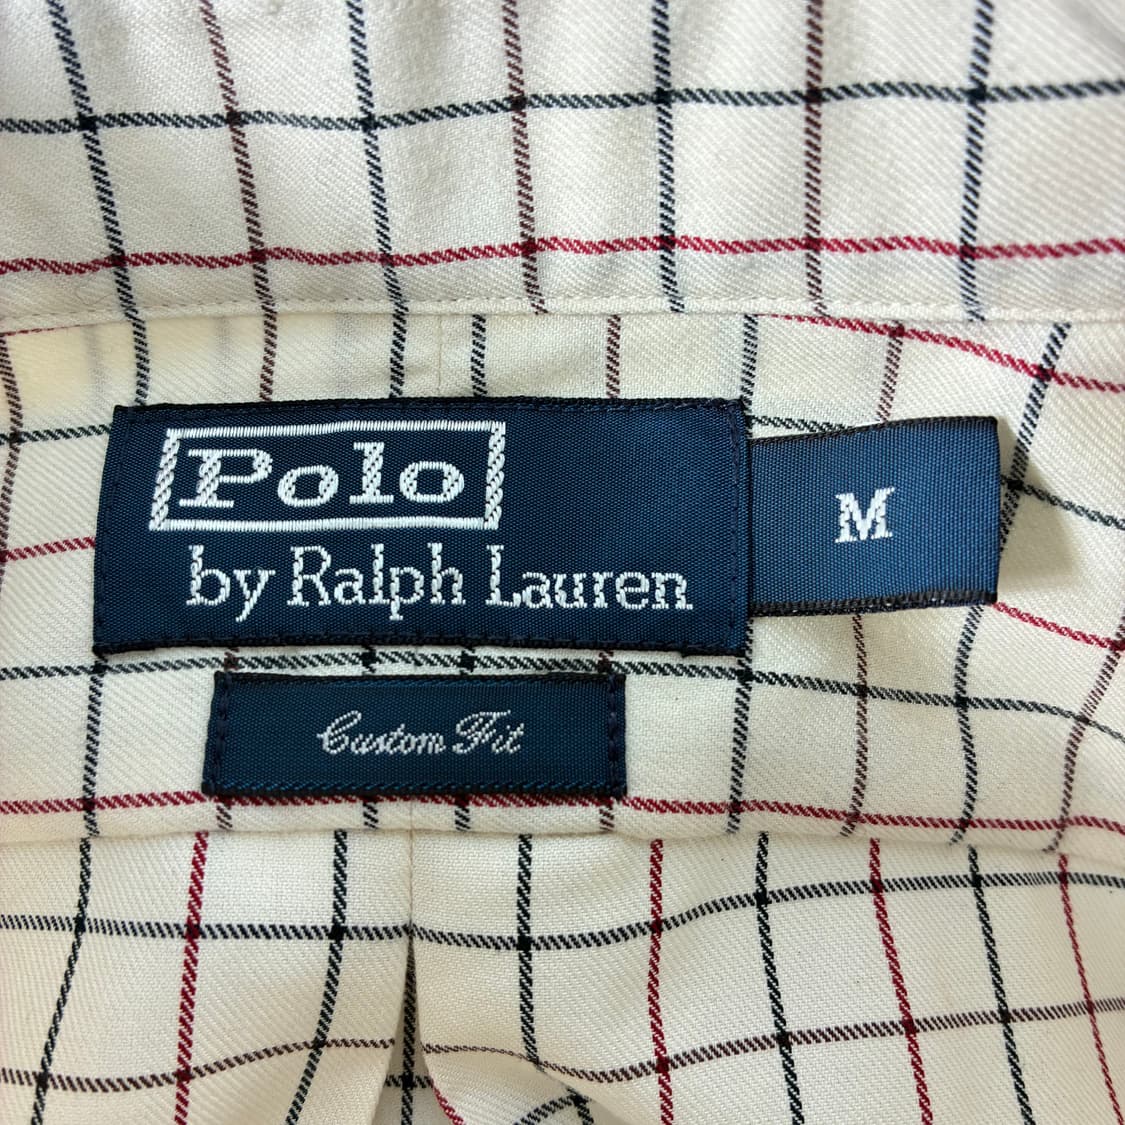 Polo
by Ralph Lauren
M
Custom Fit